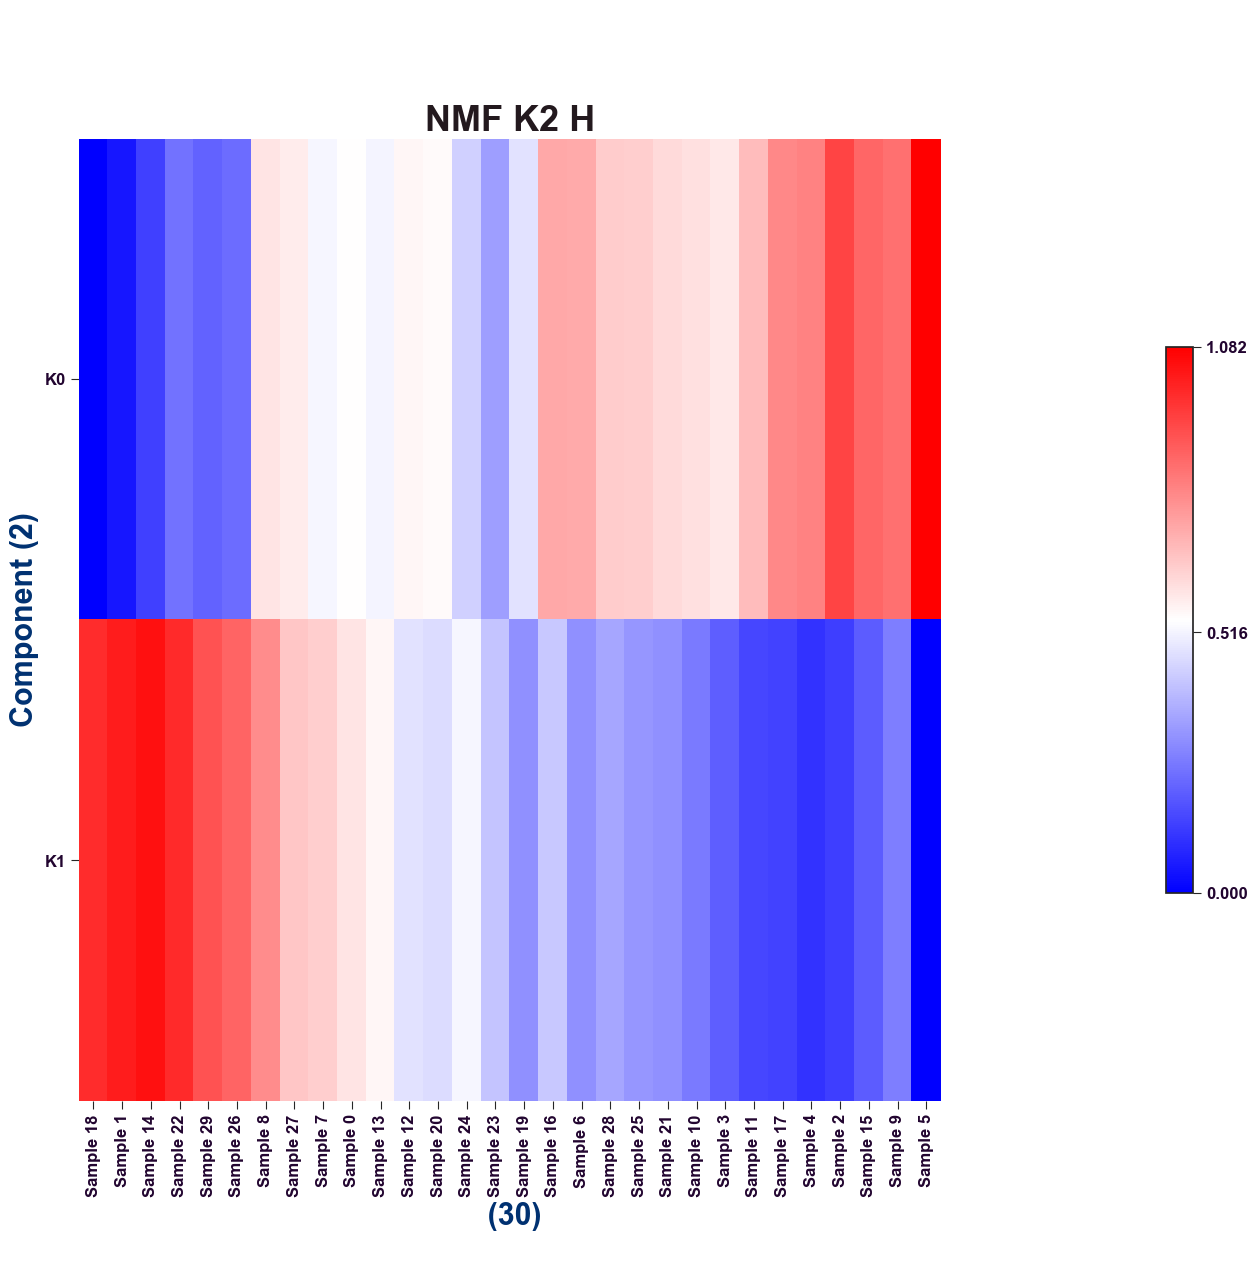 NMF K2 H
K0
K1
Component (2)
1.082
0.516
0.000
Sample 18
Sample 1
Sample 14
Sample 22
Sample 29
Sample 26
Sample 8
Sample 27
Sample 7
Sample 0
Sample 13
Sample 12
Sample 20
Sample 24
Sample 23
Sample 19
Sample 16
Sample 6
Sample 28
Sample 25
Sample 21
Sample 10
Sample 3
Sample 11
Sample 17
Sample 4
Sample 2
Sample 15
Sample 9
Sample 5
(30)